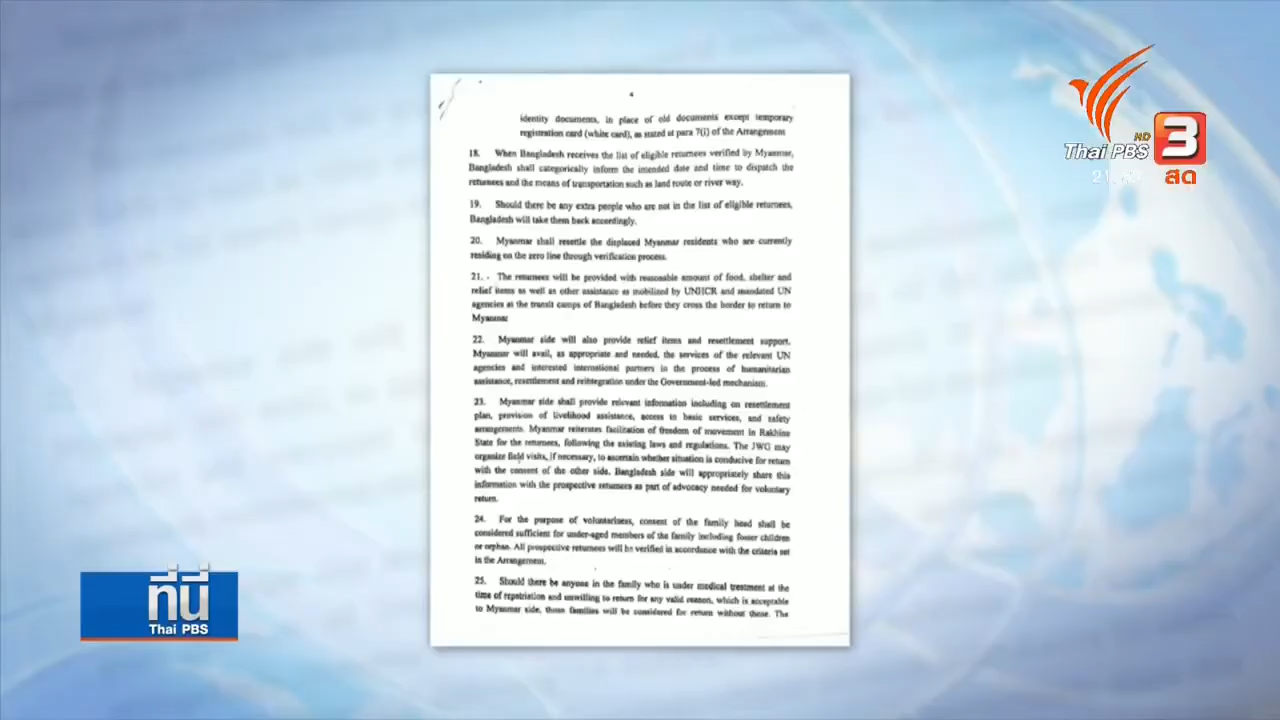 4
identity documents, in place of old documents except temporary
registration card (white card), as stated at para 7(i) of the Arrangement
18. When Bangladesh receives the list of eligible returnees verified by Myanmar,
Bangladesh shall categorically inform the intended date and time to dispatch the
returnees and the means of transportation such as land route or river way.
19. Should there be any extra people who are not in the list of eligible returnees,
Bangladesh will take them back accordingly.
20. Myanmar shall resettle the displaced Myanmar residents who are currently
residing on the zero line through verification process.
21. - The returnees will be provided with reasonable amount of food, shelter and
relief items as well as other assistance as mobilized by UNHCR and mandated UN
agencies at the transit camps of Bangladesh before they cross the border to return to
Myanmar
22. Myanmar side will also provide relief items and resettlement support.
Myanmar will avail, as appropriate and needed, the services of the relevant UN
agencies and interested international partners in the process of humanitarian
assistance, resettlement and reintegration under the Government-led mechanism.
23. Myanmar side shall provide relevant information including on resettlement
plan, provision of livelihood assistance, access to basic services, and safety
arrangements. Myanmar reiterates facilitation of freedom of movement in Rakhine
State for the returnees, following the existing laws and regulations. The JWG may
organize field visits, if necessary, to ascertain whether situation is conducive for return
with the consent of the other side. Bangladesh side will appropriately share this
information with the prospective returnees as part of advocacy needed for voluntary
return.
24. For the purpose of voluntariness, consent of the family head shall be
considered sufficient for under-aged members of the family including foster children
or orphan. All prospective returnees will be verified in accordance with the criteria set
in the Arrangement.
25. Should there be anyone in the family who is under medical treatment at the
time of repatriation and unwilling to return for any valid reason, which is acceptable
to Myanmar side, those families will be considered for return without those. The
HD
Thai PBS
3
สด
ที่นี่
Thai PBS